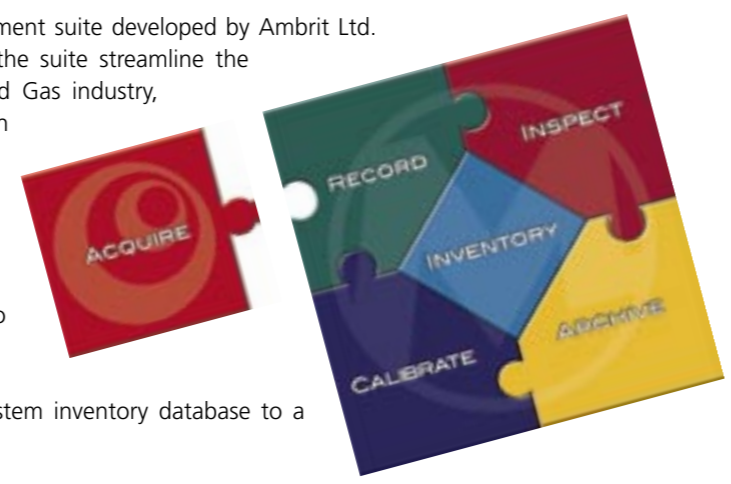 ment suite developed by Ambrit Ltd.
the suite streamline the
d Gas industry,
RECORD
INSPECT
ACQUIRE
INVENTORY
ARCHIVE
CALIBRATE
stem inventory database to a